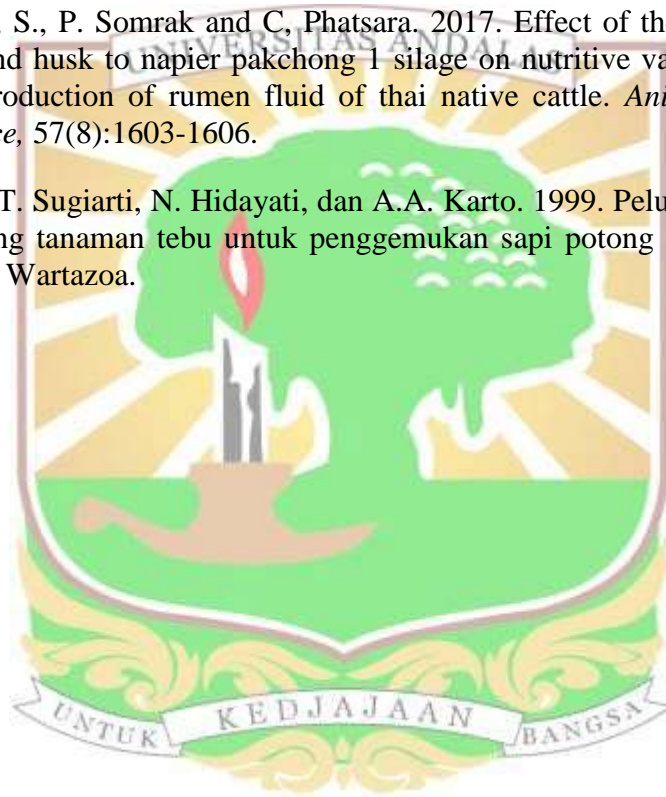 S., P. Somrak and C, Phatsara. 2017. Effect of th
nd husk to napier pakchong 1 silage on nutritive va
roduction of rumen fluid of thai native cattle. Ani
re, 57(8):1603-1606.
T. Sugiarti, N. Hidayati, dan A.A. Karto. 1999. Pelu
ng tanaman tebu untuk penggemukan sapi potong
Wartazoa.
UNIVERSITAS ANDALAS
UNTUK KEDJAJAAN BANGSA